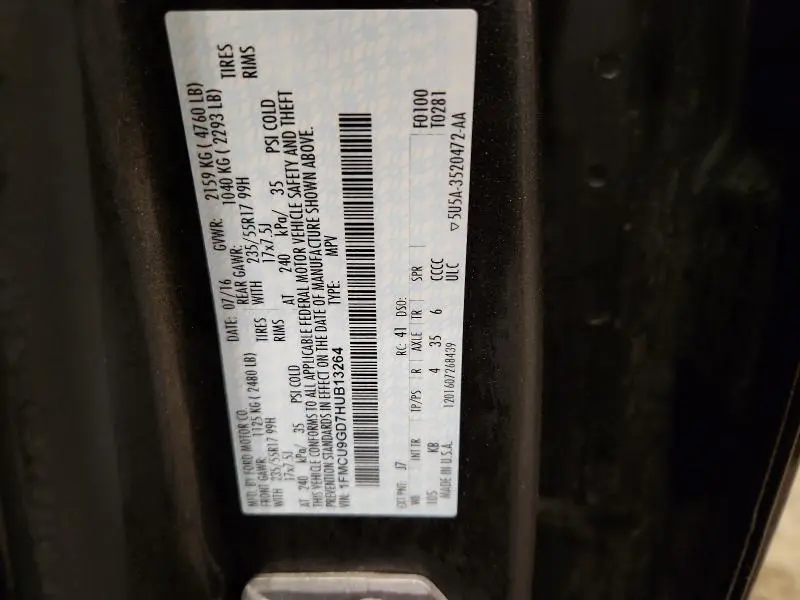 MFD. BY FORD MOTOR CO. DATE: 07/16 GVWR: 2159 KG ( 4760 LB)
FRONT GAWR: 1125 KG ( 2480 LB) REAR GAWR: 1040 KG ( 2293 LB)
WITH 235/55R17 99H TIRES WITH 235/55R17 99H TIRES
17x7.5J RIMS 17x7.5J RIMS
AT 240 kPa/ 35 PSI COLD AT 240 kPa/ 35 PSI COLD
THIS VEHICLE CONFORMS TO ALL APPLICABLE FEDERAL MOTOR VEHICLE SAFETY AND THEFT
PREVENTION STANDARDS IN EFFECT ON THE DATE OF MANUFACTURE SHOWN ABOVE.
VIN: 1FMCU9GD7HUB13264 TYPE: MPV
EXT PNT: J7 RC: 41 DSO: F0100
WB INT TR TP/PS R AXLE TR SPR T0281
105 KB 4 35 6 CCCC
MADE IN U.S.A. 1201607268439 ULC ▽5U5A-3520472-AA